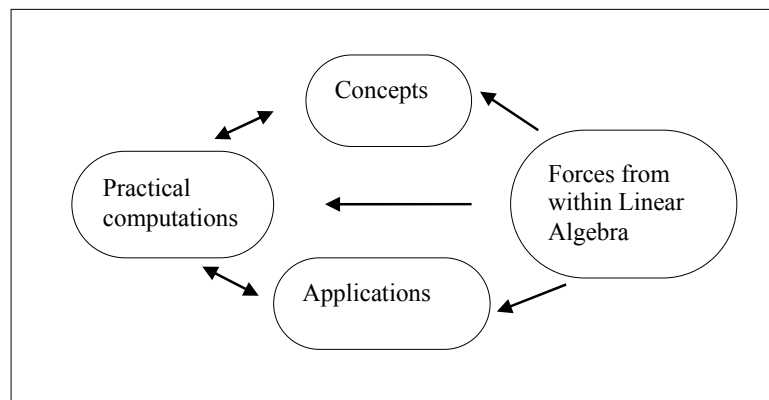 Concepts
Practical
computations
Forces from
within Linear
Algebra
Applications